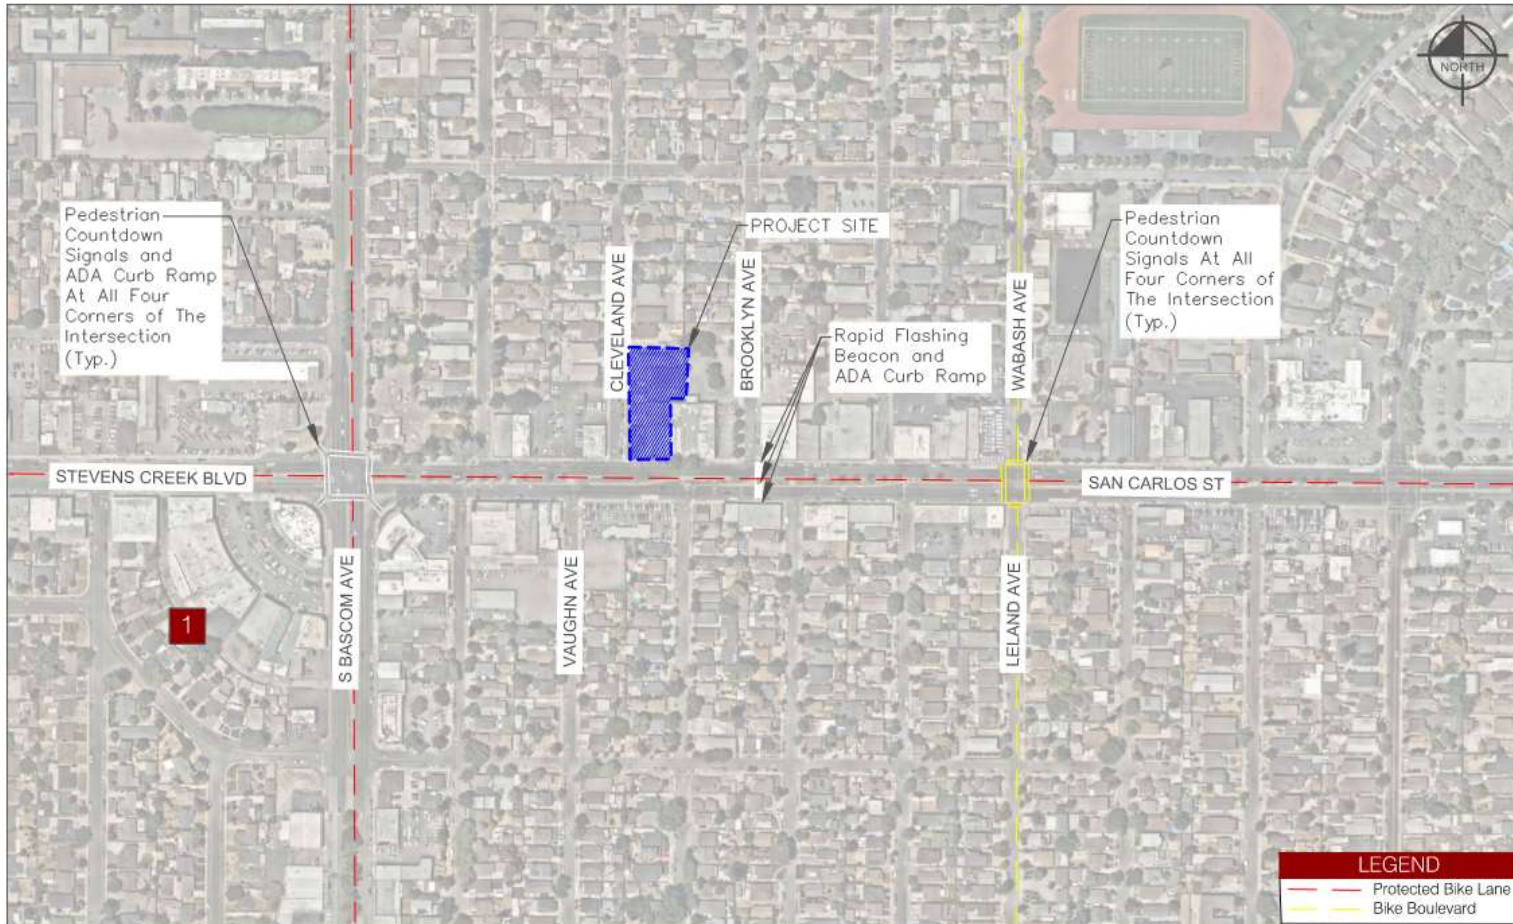 NORTH
Pedestrian
Countdown
Signals and
ADA Curb Ramp
At All Four
Corners of The
Intersection
(Typ.)
PROJECT SITE
CLEVELAND AVE
BROOKLYN AVE
Rapid Flashing
Beacon and
ADA Curb Ramp
WABASH AVE
Pedestrian
Countdown
Signals At All
Four Corners of
The Intersection
(Typ.)
STEVENS CREEK BLVD
SAN CARLOS ST
S BASCOM AVE
VAUGHN AVE
LELAND AVE
1
LEGEND
Protected Bike Lane
Bike Boulevard